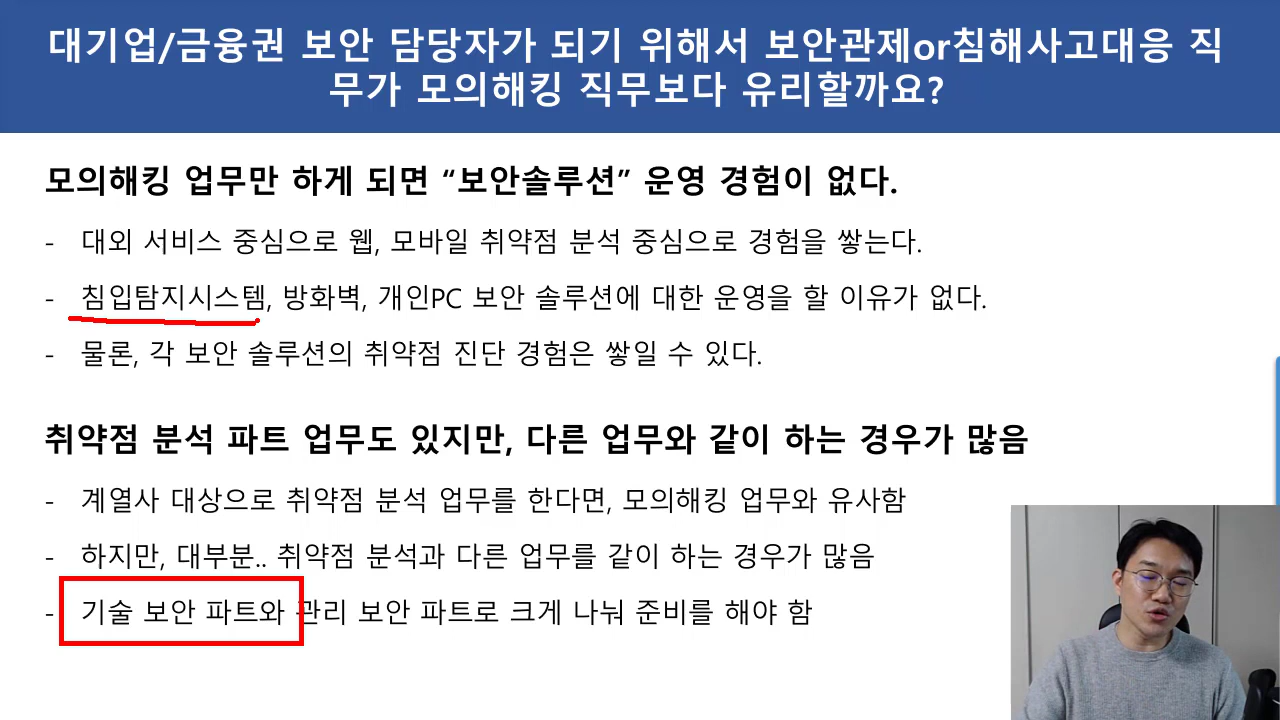 대기업/금융권 보안 담당자가 되기 위해서 보안관제or침해사고대응 직
무가 모의해킹 직무보다 유리할까요?
모의해킹 업무만 하게 되면 “보안솔루션” 운영 경험이 없다.
- 대외 서비스 중심으로 웹, 모바일 취약점 분석 중심으로 경험을 쌓는다.
- 침입탐지시스템, 방화벽, 개인PC 보안 솔루션에 대한 운영을 할 이유가 없다.
- 물론, 각 보안 솔루션의 취약점 진단 경험은 쌓일 수 있다.
취약점 분석 파트 업무도 있지만, 다른 업무와 같이 하는 경우가 많음
- 계열사 대상으로 취약점 분석 업무를 한다면, 모의해킹 업무와 유사함
- 하지만, 대부분.. 취약점 분석과 다른 업무를 같이 하는 경우가 많음
- 기술 보안 파트와 관리 보안 파트로 크게 나눠 준비를 해야 함